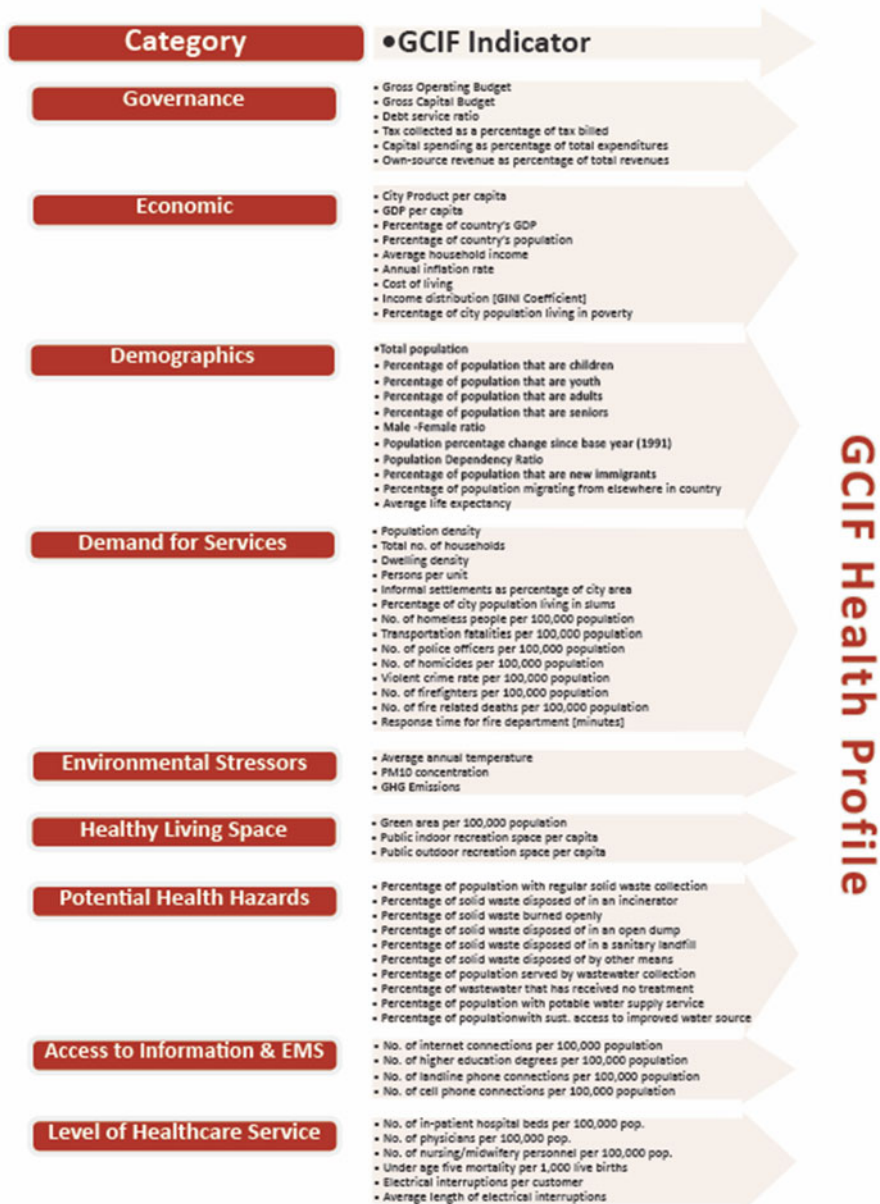 Category
•GCIF Indicator
Governance
• Gross Operating Budget
• Gross Capital Budget
• Debt service ratio
• Tax collected as a percentage of tax billed
• Capital spending as percentage of total expenditures
• Own-source revenue as percentage of total revenues
Economic
• City Product per capita
• GDP per capita
• Percentage of country's GDP
• Percentage of country's population
• Average household income
• Annual inflation rate
• Cost of living
• Income distribution [GINI Coefficient]
• Percentage of city population living in poverty
Demographics
•Total population
• Percentage of population that are children
• Percentage of population that are youth
• Percentage of population that are adults
• Percentage of population that are seniors
• Male -Female ratio
• Population percentage change since base year (1991)
• Population Dependency Ratio
• Percentage of population that are new immigrants
• Percentage of population migrating from elsewhere in country
• Average life expectancy
Demand for Services
• Population density
• Total no. of households
• Dwelling density
• Persons per unit
• Informal settlements as percentage of city area
• Percentage of city population living in slums
• No. of homeless people per 100,000 population
• Transportation fatalities per 100,000 population
• No. of police officers per 100,000 population
• No. of homicides per 100,000 population
• Violent crime rate per 100,000 population
• No. of firefighters per 100,000 population
• No. of fire related deaths per 100,000 population
• Response time for fire department [minutes]
Environmental Stressors
• Average annual temperature
• PM10 concentration
• GHG Emissions
Healthy Living Space
• Green area per 100,000 population
• Public indoor recreation space per capita
• Public outdoor recreation space per capita
Potential Health Hazards
• Percentage of population with regular solid waste collection
• Percentage of solid waste disposed of in an incinerator
• Percentage of solid waste burned openly
• Percentage of solid waste disposed of in an open dump
• Percentage of solid waste disposed of in a sanitary landfill
• Percentage of solid waste disposed of by other means
• Percentage of population served by wastewater collection
• Percentage of wastewater that has received no treatment
• Percentage of population with potable water supply service
• Percentage of populationwith sust. access to improved water source
Access to Information & EMS
• No. of internet connections per 100,000 population
• No. of higher education degrees per 100,000 population
• No. of landline phone connections per 100,000 population
• No. of cell phone connections per 100,000 population
Level of Healthcare Service
• No. of in-patient hospital beds per 100,000 pop.
• No. of physicians per 100,000 pop.
• No. of nursing/midwifery personnel per 100,000 pop.
• Under age five mortality per 1,000 live births
• Electrical interruptions per customer
• Average length of electrical interruptions
GCIF Health Profile